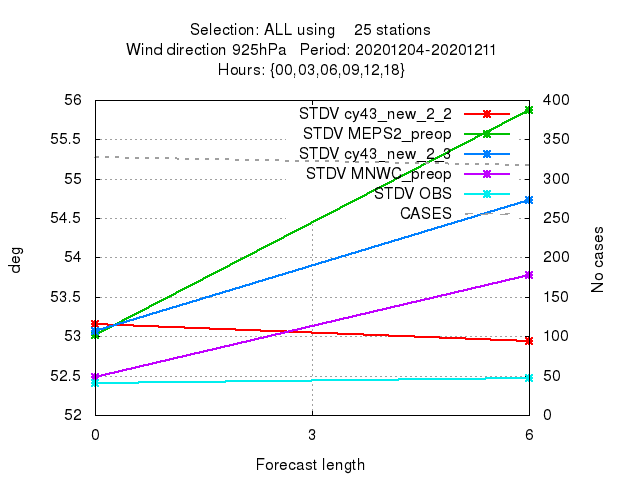 Selection: ALL using    25 stations
Wind direction 925hPa   Period: 20201204-20201211
Hours: {00,03,06,09,12,18}
56 400
STDV cy43_new_2_2
55.5 STDV MEPS2_preop 350
STDV cy43_new_2_3
55 STDV MNWC_preop 300
STDV OBS
54.5 CASES 250
54 200
deg
No cases
53.5 150
53 100
52.5 50
52 0
0 3 6
Forecast length